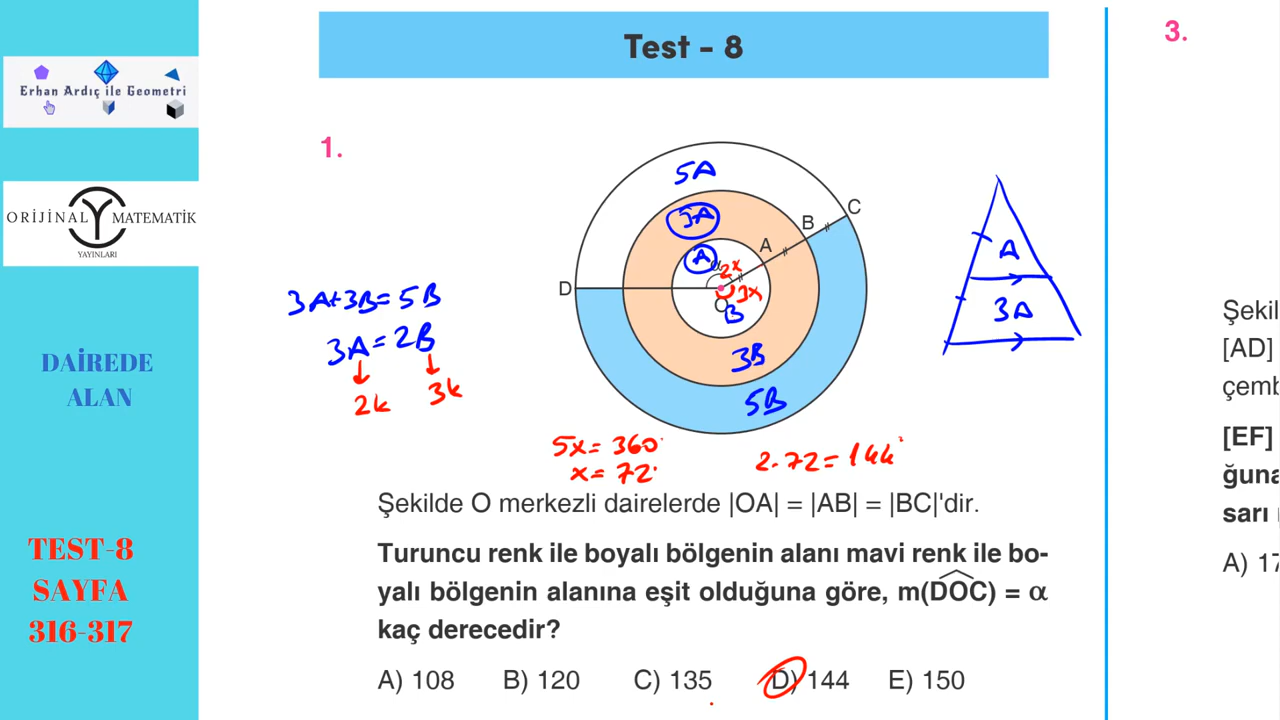 Test - 8
3.
Erhan Ardıç ile Geometri
1.
ORİJİNAL MATEMATİK
YAYINLARI
5A
3A
A
C
B
A
α
2x
3x
D
O
B
3B
5B
A
3A
3A+3B=5B
3A=2B
2k
3k
DAİREDE
ALAN
5x=360°
x=72°
2.72=144°
Şekilde O merkezli dairelerde |OA| = |AB| = |BC|'dir.
Turuncu renk ile boyalı bölgenin alanı mavi renk ile bo-
yalı bölgenin alanına eşit olduğuna göre, m(DOC) = α
kaç derecedir?
A) 108 B) 120 C) 135 D) 144 E) 150
TEST-8
SAYFA
316-317
Şekil
[AD]
çemb
[EF]
ğuna
sarı
A) 17